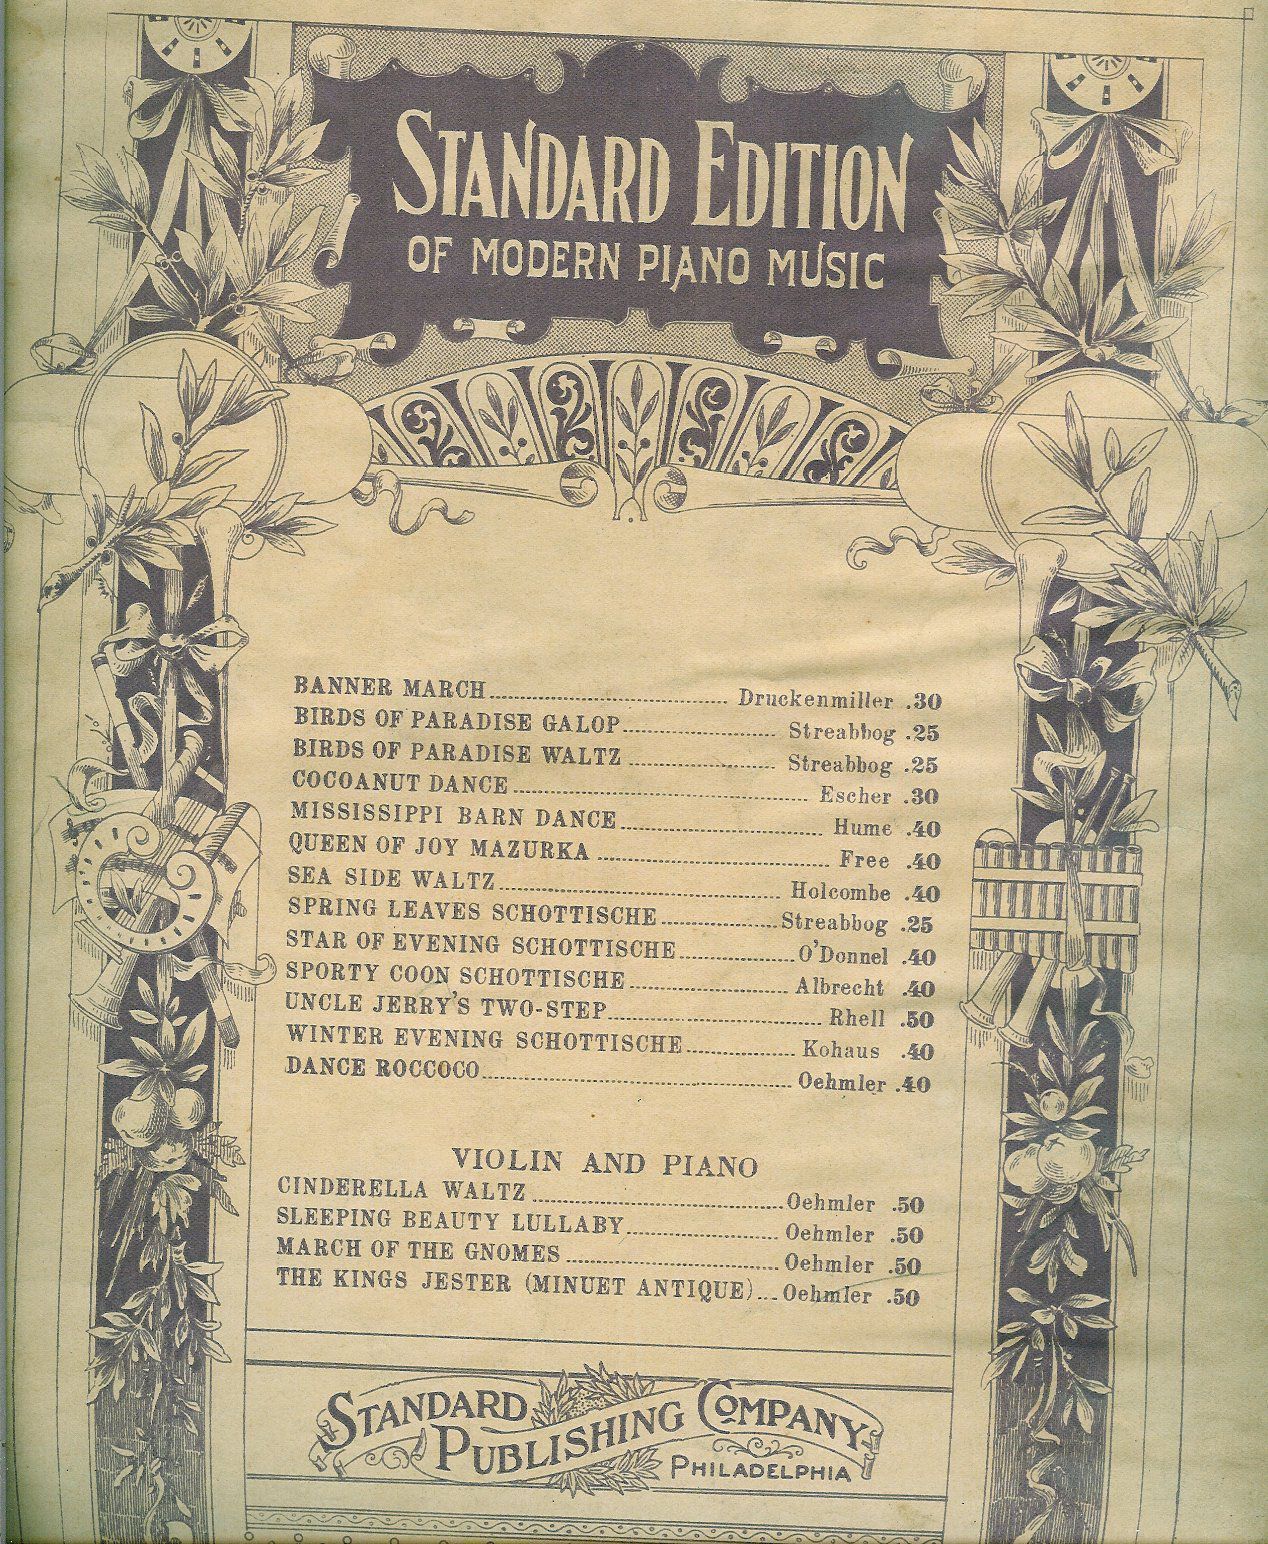 STANDARD EDITION
OF MODERN PIANO MUSIC
BANNER MARCH........Druckenmiller .30
BIRDS OF PARADISE GALOP........Streabbog .25
BIRDS OF PARADISE WALTZ........Streabbog .25
COCOANUT DANCE........Escher .30
MISSISSIPPI BARN DANCE........Hume .40
QUEEN OF JOY MAZURKA........Free .40
SEA SIDE WALTZ........Holcombe .40
SPRING LEAVES SCHOTTISCHE........Streabbog .25
STAR OF EVENING SCHOTTISCHE........O'Donnel .40
SPORTY COON SCHOTTISCHE........Albrecht .40
UNCLE JERRY'S TWO-STEP........Rhell .50
WINTER EVENING SCHOTTISCHE........Kohaus .40
DANCE ROCCOCO........Oehmler .40
VIOLIN AND PIANO
CINDERELLA WALTZ........Oehmler .50
SLEEPING BEAUTY LULLABY........Oehmler .50
MARCH OF THE GNOMES........Oehmler .50
THE KINGS JESTER (MINUET ANTIQUE)...Oehmler .50
STANDARD PUBLISHING COMPANY
PHILADELPHIA